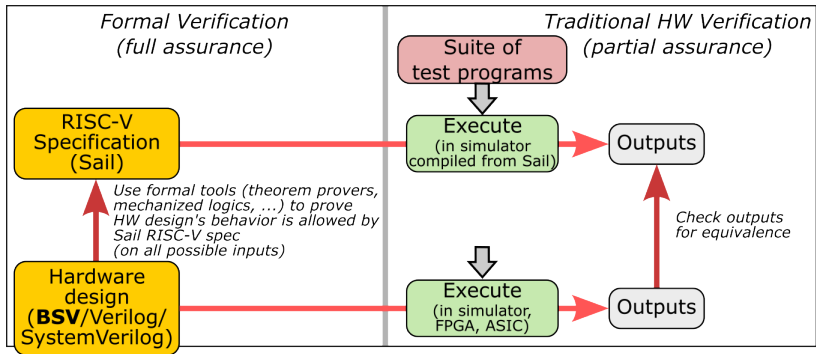 Formal Verification
(full assurance)
Traditional HW Verification
(partial assurance)
Suite of
test programs
RISC-V
Specification
(Sail)
Execute
(in simulator
compiled from Sail)
Outputs
Use formal tools (theorem provers,
mechanized logics, ...) to prove
HW design's behavior is allowed by
Sail RISC-V spec
(on all possible inputs)
Check outputs
for equivalence
Hardware
design
(BSV/Verilog/
SystemVerilog)
Execute
(in simulator,
FPGA, ASIC)
Outputs